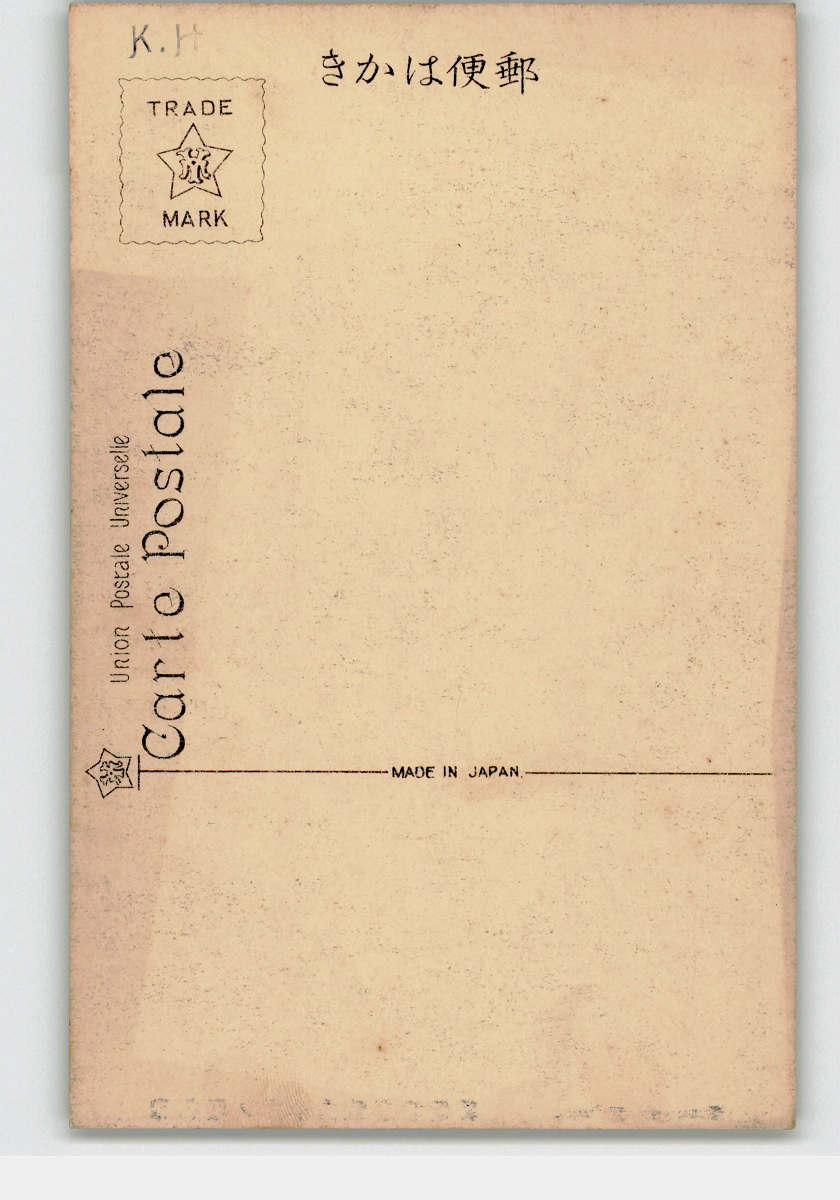 K.H
郵便はかき
TRADE
H
MARK
Union Postale Universelle
Carte Postale
MADE IN JAPAN.